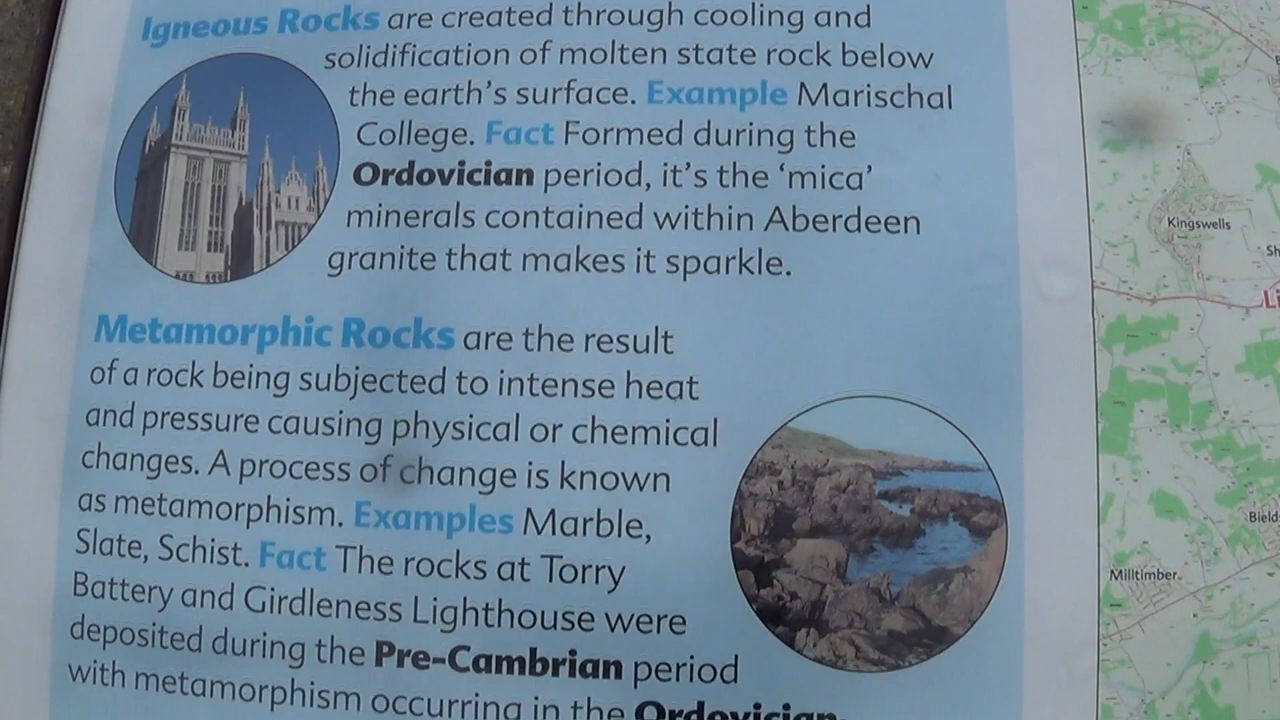 Igneous Rocks are created through cooling and
solidification of molten state rock below
the earth's surface. Example Marischal
College. Fact Formed during the
Ordovician period, it's the 'mica'
minerals contained within Aberdeen
granite that makes it sparkle.
Metamorphic Rocks are the result
of a rock being subjected to intense heat
and pressure causing physical or chemical
changes. A process of change is known
as metamorphism. Examples Marble,
Slate, Schist. Fact The rocks at Torry
Battery and Girdleness Lighthouse were
deposited during the Pre-Cambrian period
with metamorphism occurring in the Ordovician.
Kingswells
Milltimber